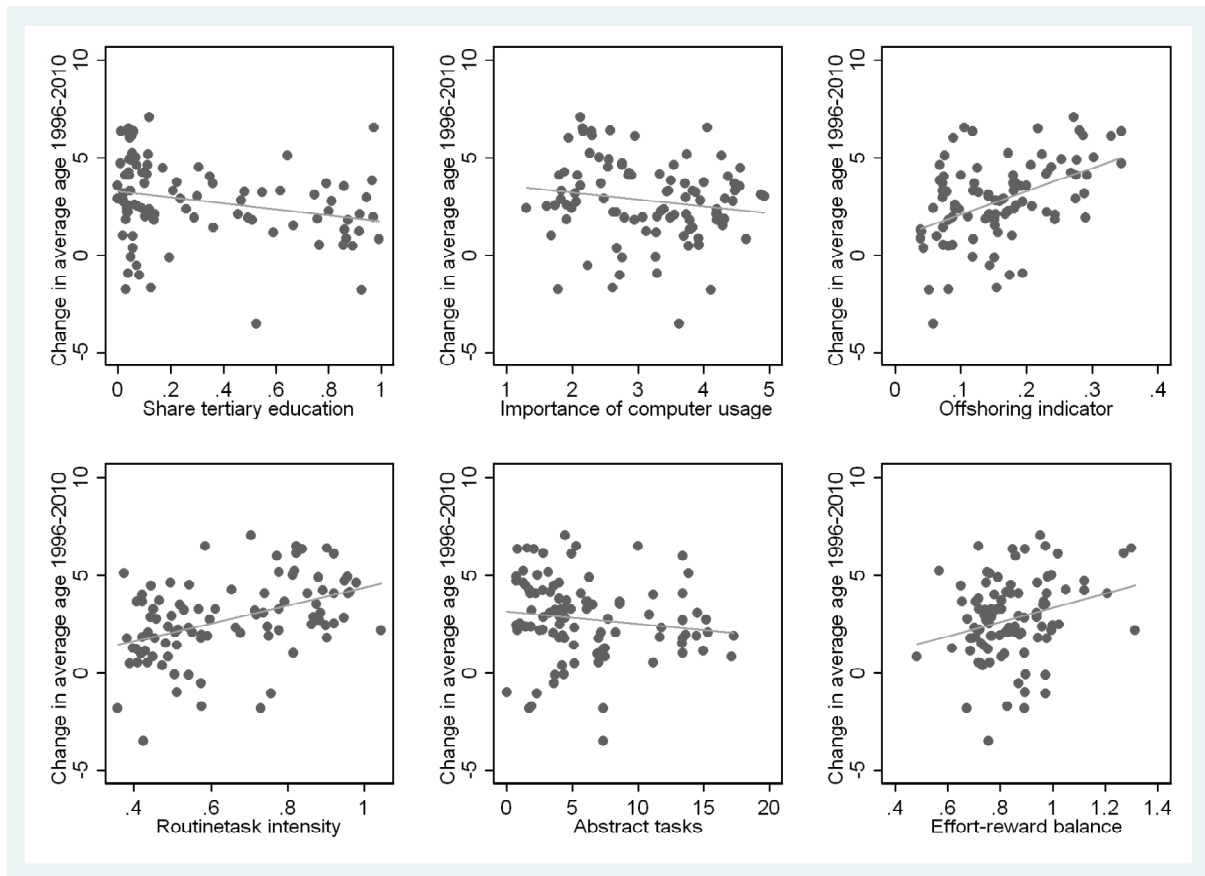 Change in average age 1996-2010
10
5
0
-5
0 .2 .4 .6 .8 1
Share tertiary education
Change in average age 1996-2010
10
5
0
-5
1 2 3 4 5
Importance of computer usage
Change in average age 1996-2010
10
5
0
-5
0 .1 .2 .3 .4
Offshoring indicator
Change in average age 1996-2010
10
5
0
-5
.4 .6 .8 1
Routinetask intensity
Change in average age 1996-2010
10
5
0
-5
0 5 10 15 20
Abstract tasks
Change in average age 1996-2010
10
5
0
-5
.4 .6 .8 1 1.2 1.4
Effort-reward balance